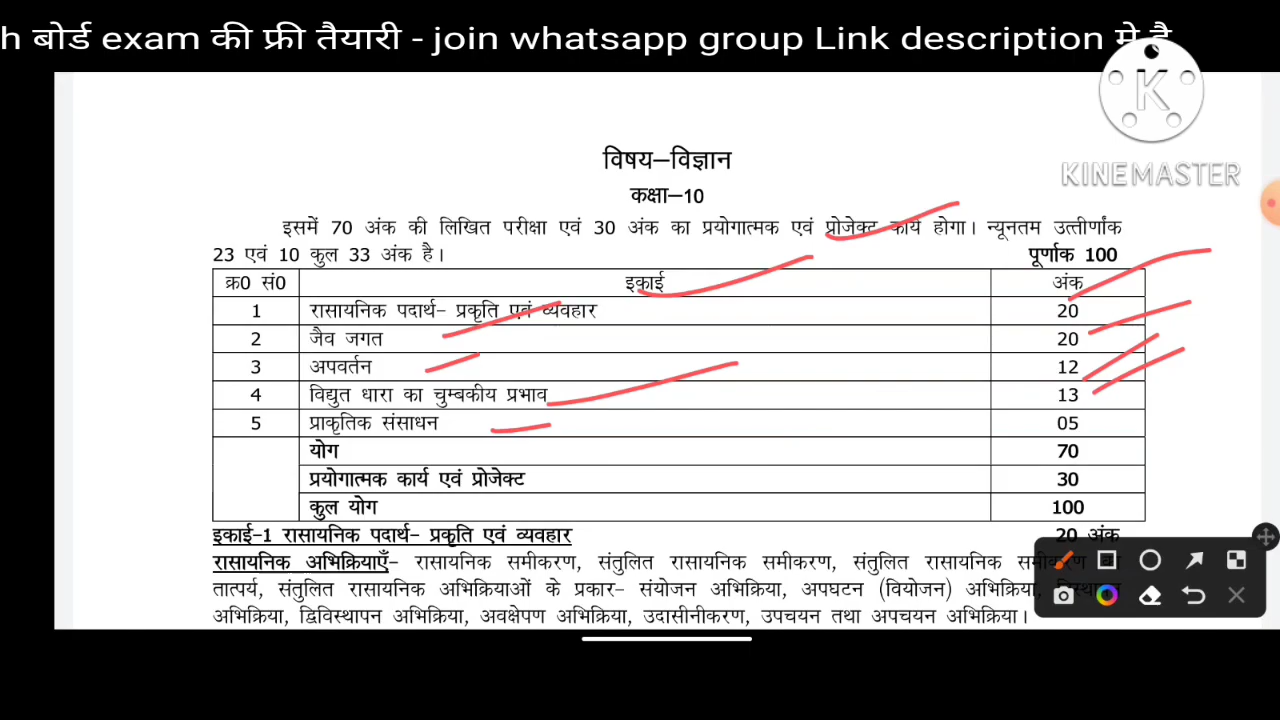 h बोर्ड exam की फ्री तैयारी - join whatsapp group Link description मे है
K
KINEMASTER
विषय–विज्ञान
कक्षा–10
इसमें 70 अंक की लिखित परीक्षा एवं 30 अंक का प्रयोगात्मक एवं प्रोजेक्ट कार्य होगा। न्यूनतम उत्तीर्णांक
23 एवं 10 कुल 33 अंक है। पूर्णाक 100
क्र0 सं0 इकाई अंक
1 रासायनिक पदार्थ- प्रकृति एवं व्यवहार 20
2 जैव जगत 20
3 अपवर्तन 12
4 विद्युत धारा का चुम्बकीय प्रभाव 13
5 प्राकृतिक संसाधन 05
योग 70
प्रयोगात्मक कार्य एवं प्रोजेक्ट 30
कुल योग 100
इकाई-1 रासायनिक पदार्थ- प्रकृति एवं व्यवहार 20 अंक
रासायनिक अभिक्रियाएँ- रासायनिक समीकरण, संतुलित रासायनिक समीकरण, संतुलित रासायनिक समीकरण का
तात्पर्य, संतुलित रासायनिक अभिक्रियाओं के प्रकार- संयोजन अभिक्रिया, अपघटन (वियोजन) अभिक्रिया,
अभिक्रिया, द्विविस्थापन अभिक्रिया, अवक्षेपण अभिक्रिया, उदासीनीकरण, उपचयन तथा अपचयन अभिक्रिया।